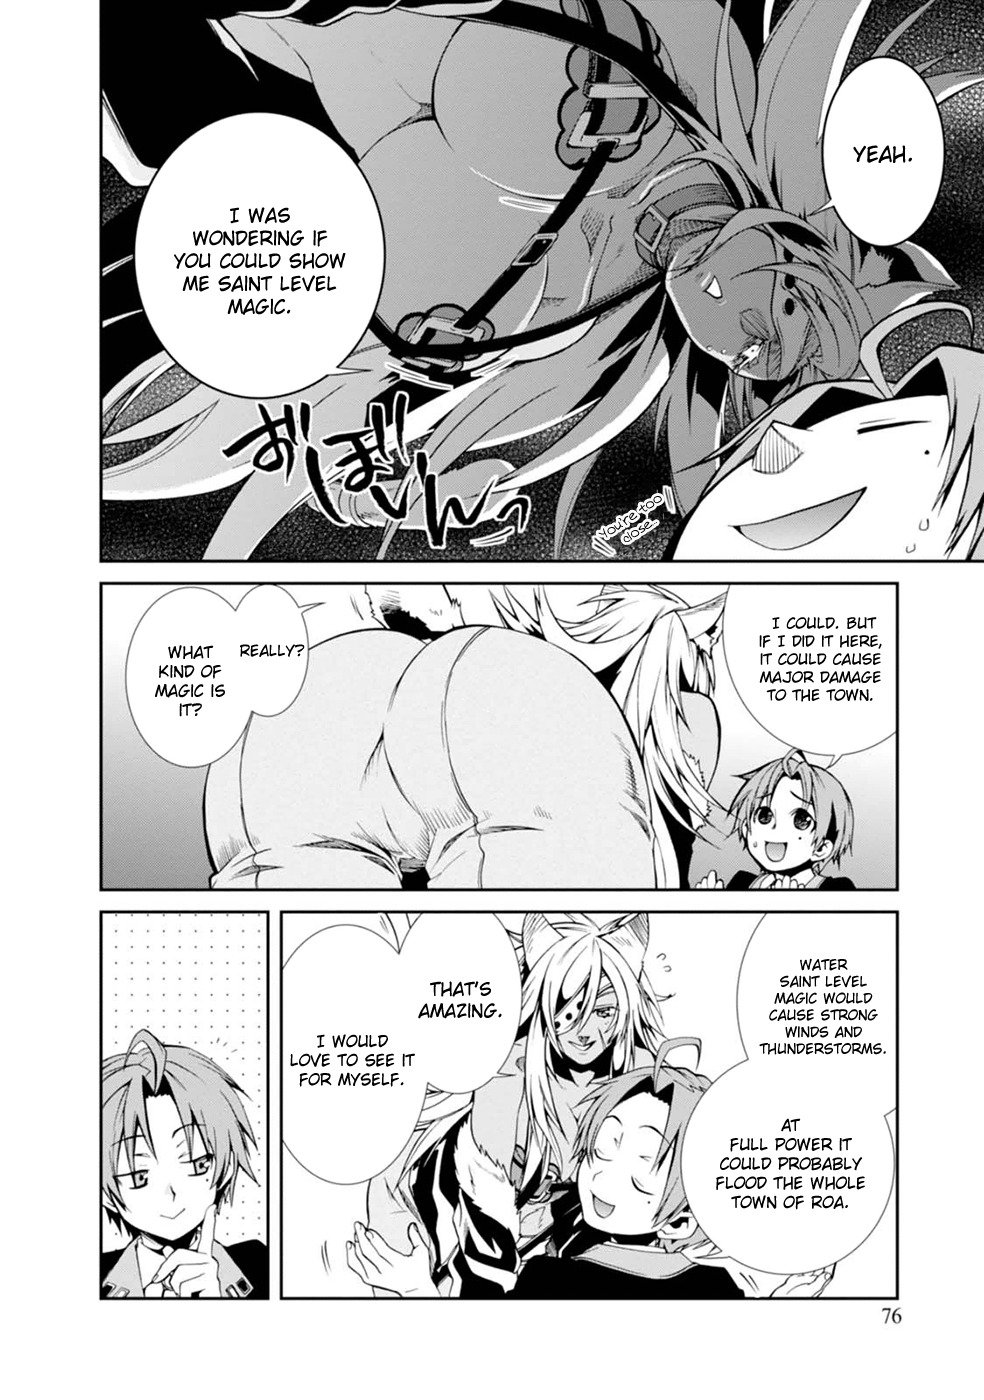 YEAH.
I WAS
WONDERING IF
YOU COULD SHOW
ME SAINT LEVEL
MAGIC.
おぼいんっ
You're too
close.
I COULD. BUT
IF I DID IT HERE,
IT COULD CAUSE
MAJOR DAMAGE
TO THE TOWN.
REALLY?
WHAT
KIND OF
MAGIC IS
IT?
WATER
SAINT LEVEL
MAGIC WOULD
CAUSE STRONG
WINDS AND
THUNDERSTORMS.
AT
FULL POWER IT
COULD PROBABLY
FLOOD THE WHOLE
TOWN OF ROA.
THAT'S
AMAZING.
I WOULD
LOVE TO SEE IT
FOR MYSELF.
76